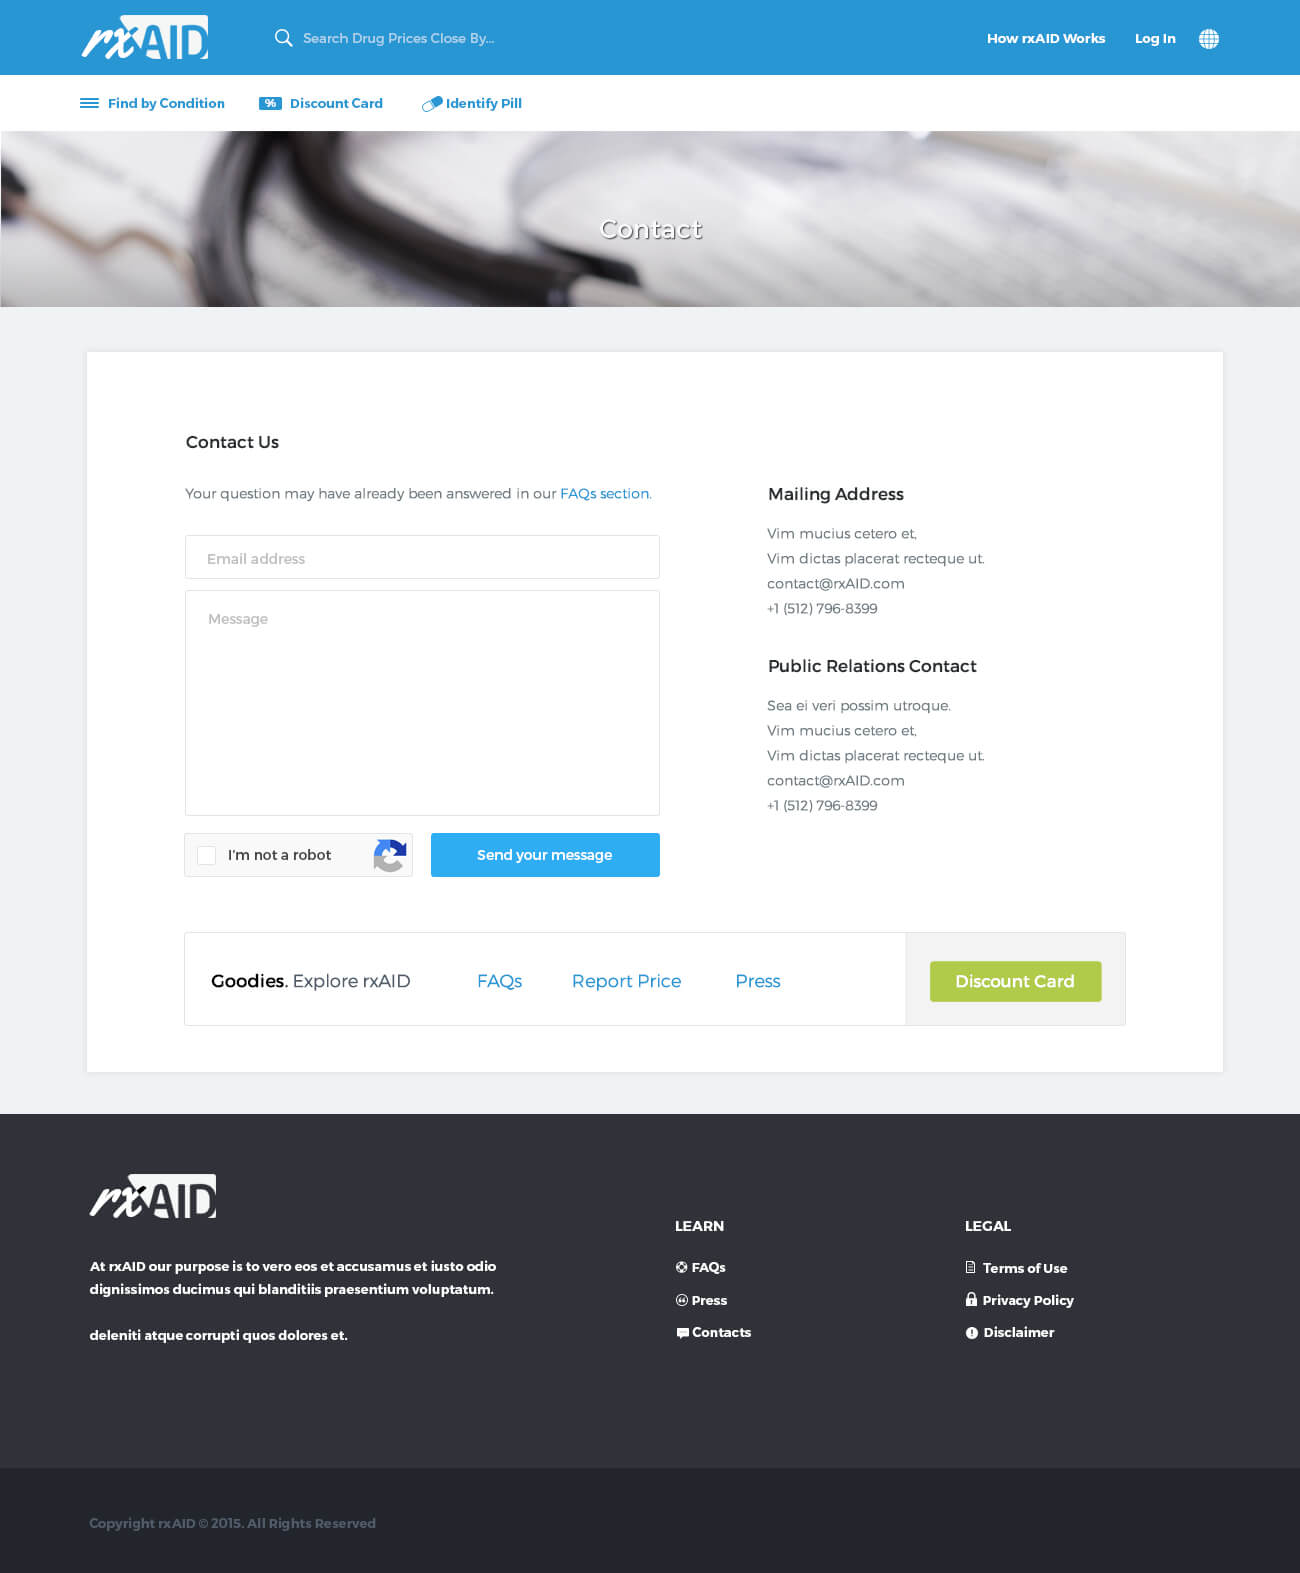 rxAID
Search Drug Prices Close By...
How rxAID Works
Log In
Find by Condition
% Discount Card
Identify Pill
Contact
Contact Us
Your question may have already been answered in our FAQs section.
Email address
Message
I'm not a robot
Send your message
Mailing Address
Vim mucius cetero et,
Vim dictas placerat recteque ut.
contact@rxAID.com
+1 (512) 796-8399
Public Relations Contact
Sea ei veri possim utroque.
Vim mucius cetero et,
Vim dictas placerat recteque ut.
contact@rxAID.com
+1 (512) 796-8399
Goodies. Explore rxAID
FAQs
Report Price
Press
Discount Card
rxAID
At rxAID our purpose is to vero eos et accusamus et iusto odio
dignissimos ducimus qui blanditiis praesentium voluptatum.
deleniti atque corrupti quos dolores et.
LEARN
FAQs
Press
Contacts
LEGAL
Terms of Use
Privacy Policy
Disclaimer
Copyright rxAID © 2015. All Rights Reserved